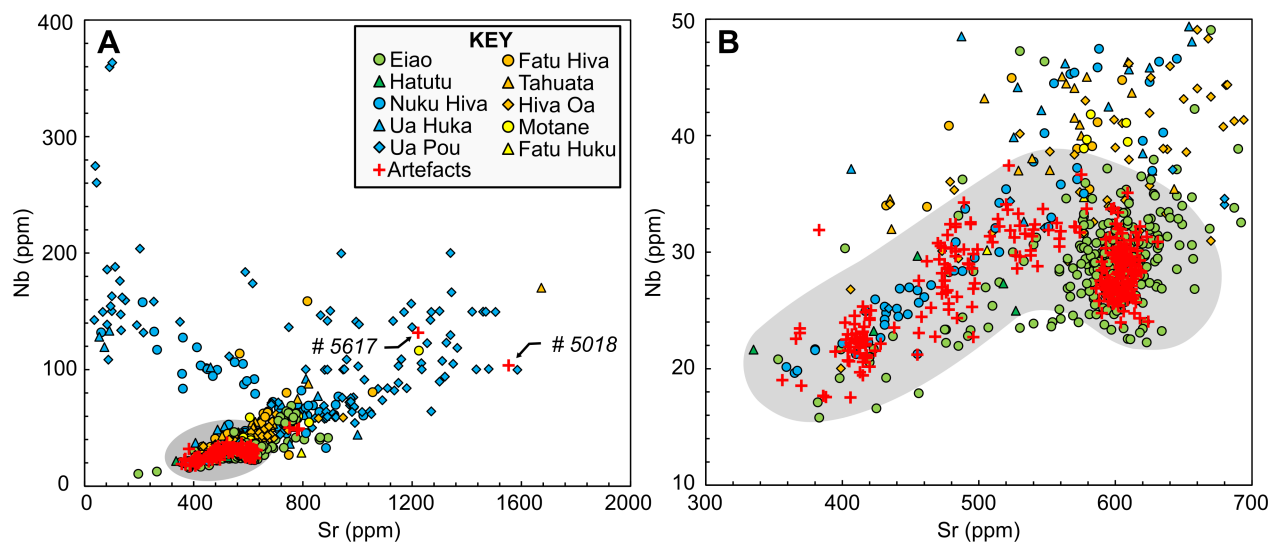 A
KEY
Eiao
Fatu Hiva
Hatutu
Tahuata
Nuku Hiva
Hiva Oa
Ua Huka
Motane
Ua Pou
Fatu Huku
Artefacts
# 5617
# 5018
400
300
200
100
0
Nb (ppm)
0
400
800
1200
1600
2000
Sr (ppm)
B
50
40
30
20
10
Nb (ppm)
300
400
500
600
700
Sr (ppm)